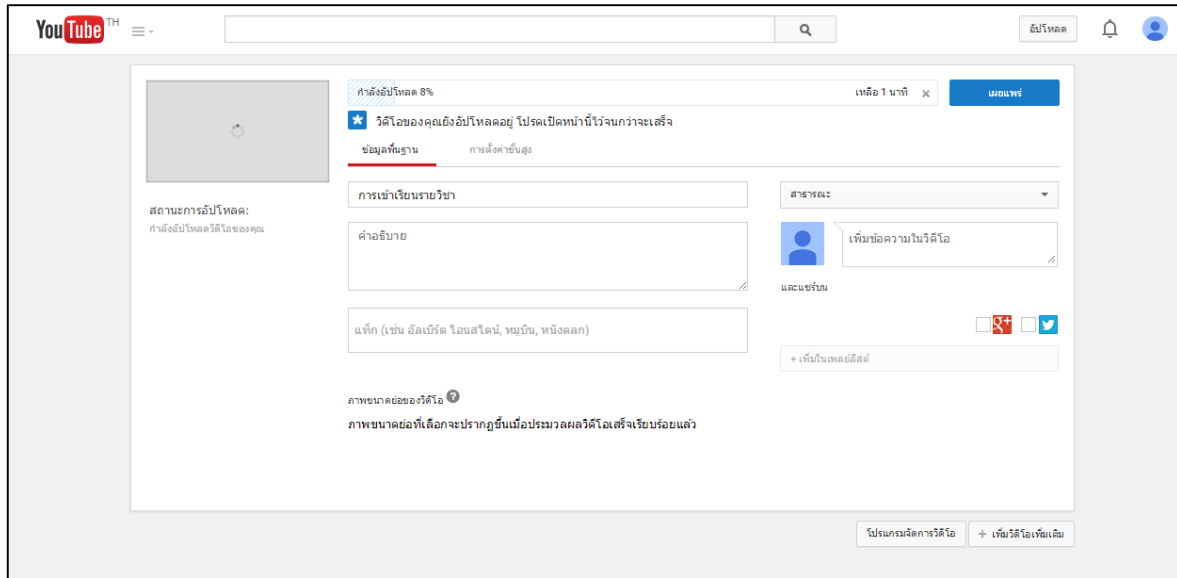 YouTube TH
อัปโหลด
กำลังอัปโหลด 8%
เหลือ 1 นาที
เผยแพร่
วิดีโอของคุณยังอัปโหลดอยู่ โปรดเปิดหน้านี้ไว้จนกว่าจะเสร็จ
ข้อมูลพื้นฐาน
การตั้งค่าขั้นสูง
สถานะการอัปโหลด:
กำลังอัปโหลดวิดีโอของคุณ
การเข้าเรียนรายวิชา
คำอธิบาย
แท็ก (เช่น อัลเบิร์ต ไอนสไตน์, หมูบิน, หนังตลก)
สาธารณะ
เพิ่มข้อความในวิดีโอ
และแชร์บน
g+
+ เพิ่มในเพลย์ลิสต์
ภาพขนาดย่อของวิดีโอ ?
ภาพขนาดย่อที่เลือกจะปรากฏขึ้นเมื่อประมวลผลวิดีโอเสร็จเรียบร้อยแล้ว
โปรแกรมจัดการวิดีโอ
+ เพิ่มวิดีโอเพิ่มเติม